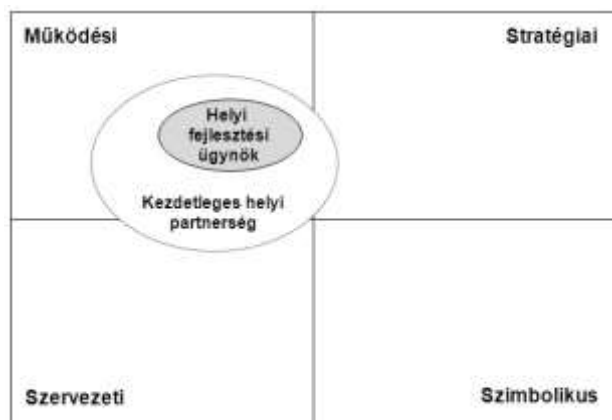 Működési
Stratégiai
Helyi
fejlesztési
ügynök
Kezdetleges helyi
partnerség
Szervezeti
Szimbolikus